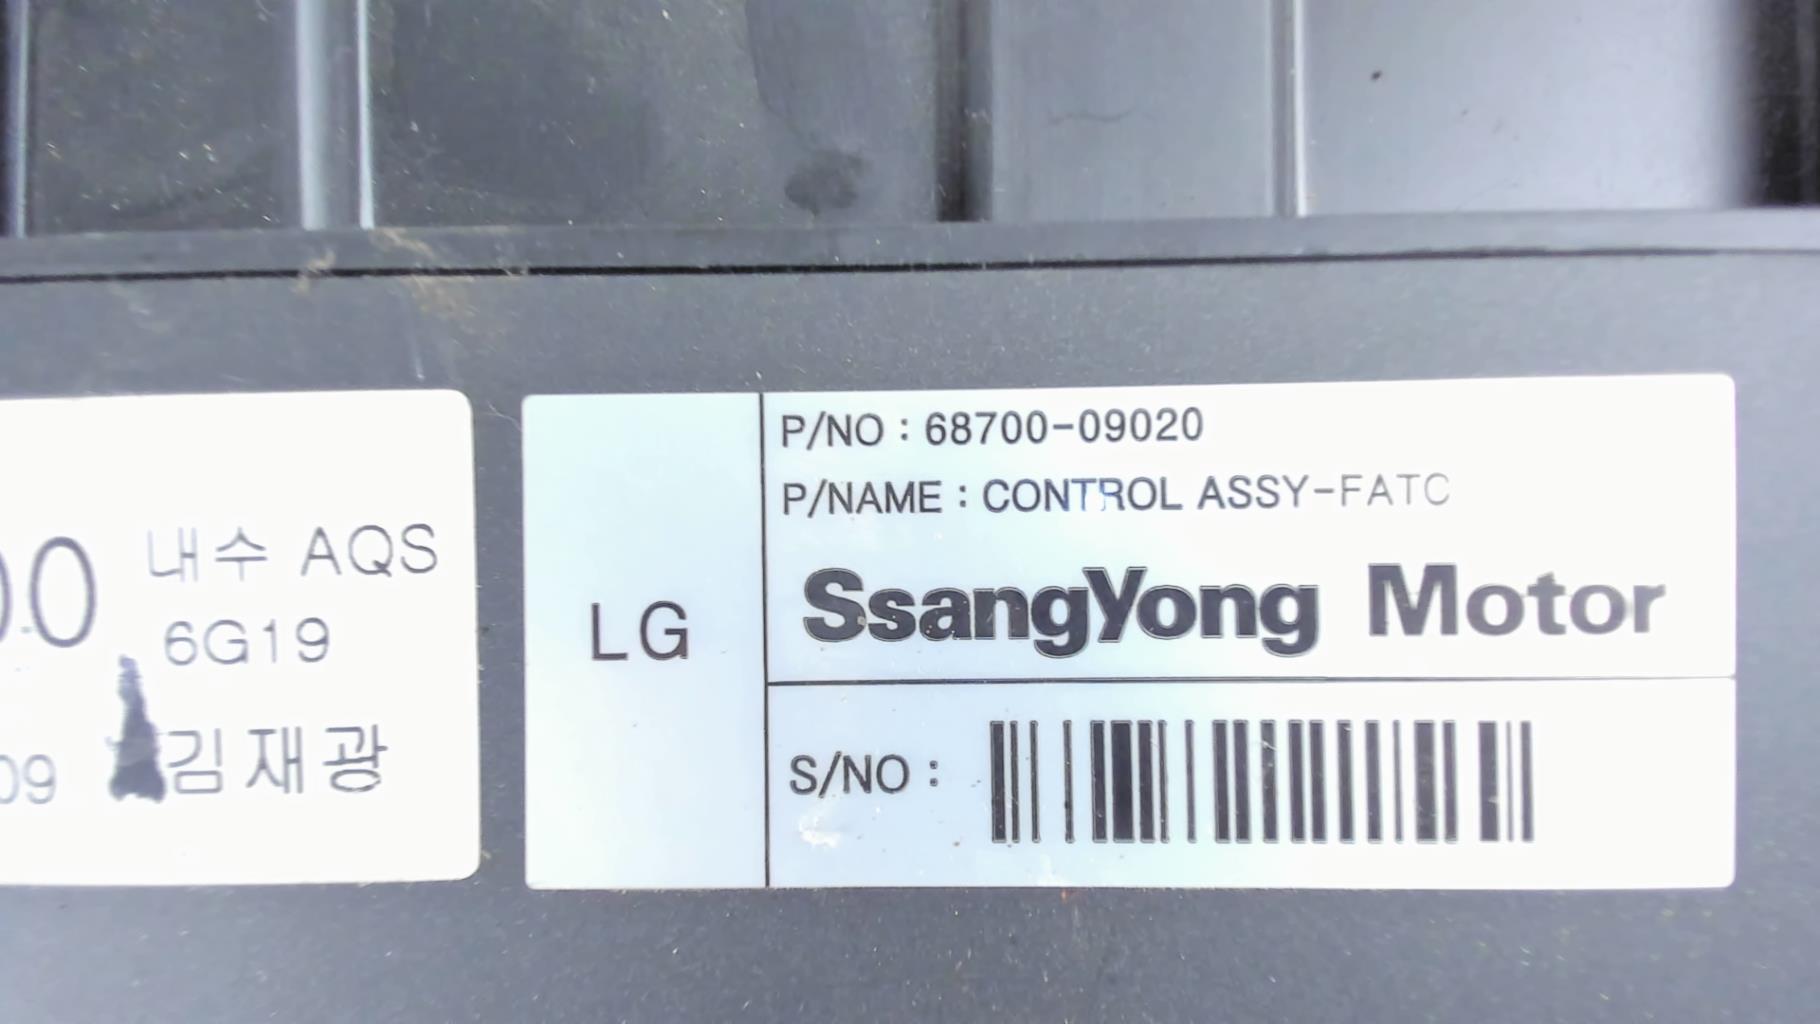 00 내수 AQS
6G19
09 김재광
LG
P/NO : 68700-09020
P/NAME : CONTROL ASSY-FATC
SsangYong Motor
S/NO :